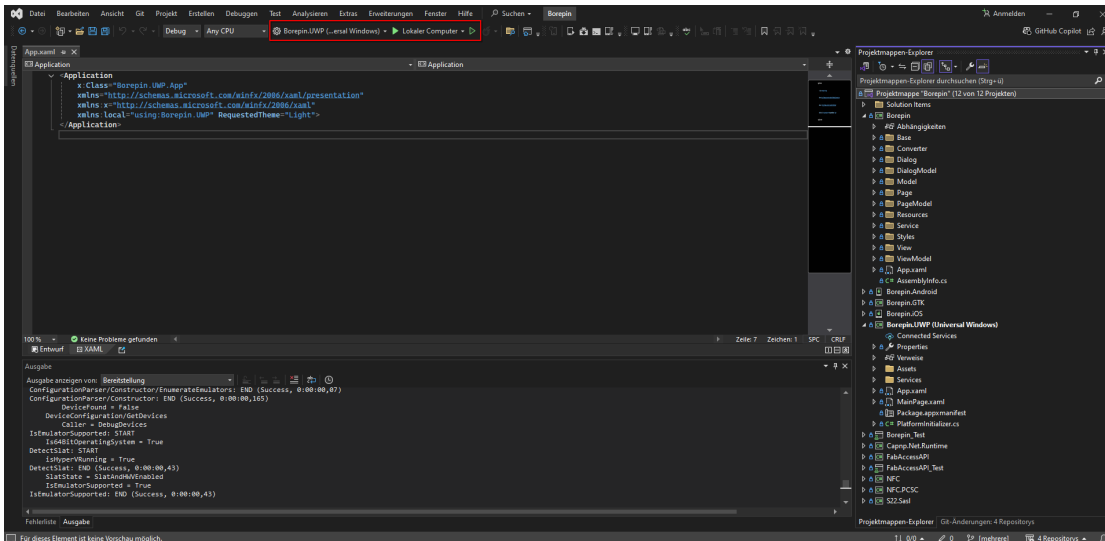 Datei Bearbeiten Ansicht Git Projekt Erstellen Debuggen Test Analysieren Extras Erweiterungen Fenster Hilfe Suchen Borepin Anmelden
Debug Any CPU Borepin.UWP (...ersal Windows) Lokaler Computer GitHub Copilot
Datenquellen
App.xaml
Application Application
<Application
x:Class="Borepin.UWP.App"
xmlns="http://schemas.microsoft.com/winfx/2006/xaml/presentation"
xmlns:x="http://schemas.microsoft.com/winfx/2006/xaml"
xmlns:local="using:Borepin.UWP" RequestedTheme="Light">
</Application>
100 % Keine Probleme gefunden Zeile: 7 Zeichen: 1 SPC CRLF
Entwurf XAML
Ausgabe
Ausgabe anzeigen von: Bereitstellung
ConfigurationParser/Constructor/EnumerateEmulators: END (Success, 0:00:00,07)
ConfigurationParser/Constructor: END (Success, 0:00:00,165)
DeviceFound = False
DeviceConfiguration/GetDevices
Caller = DebugDevices
IsEmulatorSupported: START
Is64BitOperatingSystem = True
DetectSlat: START
isHyperVRunning = True
DetectSlat: END (Success, 0:00:00,43)
SlatState = SlatAndHWVEnabled
IsEmulatorSupported = True
IsEmulatorSupported: END (Success, 0:00:00,43)
Fehlerliste Ausgabe
Für dieses Element ist keine Vorschau möglich.
Projektmappen-Explorer
Projektmappen-Explorer durchsuchen (Strg+ü)
Projektmappe "Borepin" (12 von 12 Projekten)
Solution Items
Borepin
Abhängigkeiten
Base
Converter
Dialog
DialogModel
Model
Page
PageModel
Resources
Service
Styles
View
ViewModel
App.xaml
C# AssemblyInfo.cs
Borepin.Android
Borepin.GTK
Borepin.iOS
Borepin.UWP (Universal Windows)
Connected Services
Properties
Verweise
Assets
Services
App.xaml
MainPage.xaml
Package.appxmanifest
C# PlatformInitializer.cs
Borepin_Test
Capnp.Net.Runtime
FabAccessAPI
FabAccessAPI_Test
NFC
NFC.PCSC
S22.Sasl
Projektmappen-Explorer Git-Änderungen: 4 Repositorys
0/0 0 [mehrere] 4 Repositorys